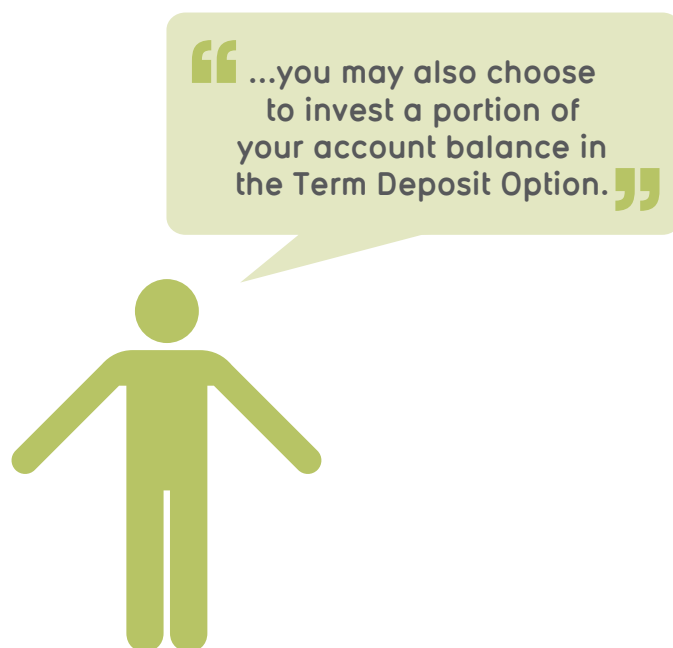 “ ...you may also choose
to invest a portion of
your account balance in
the Term Deposit Option. ”